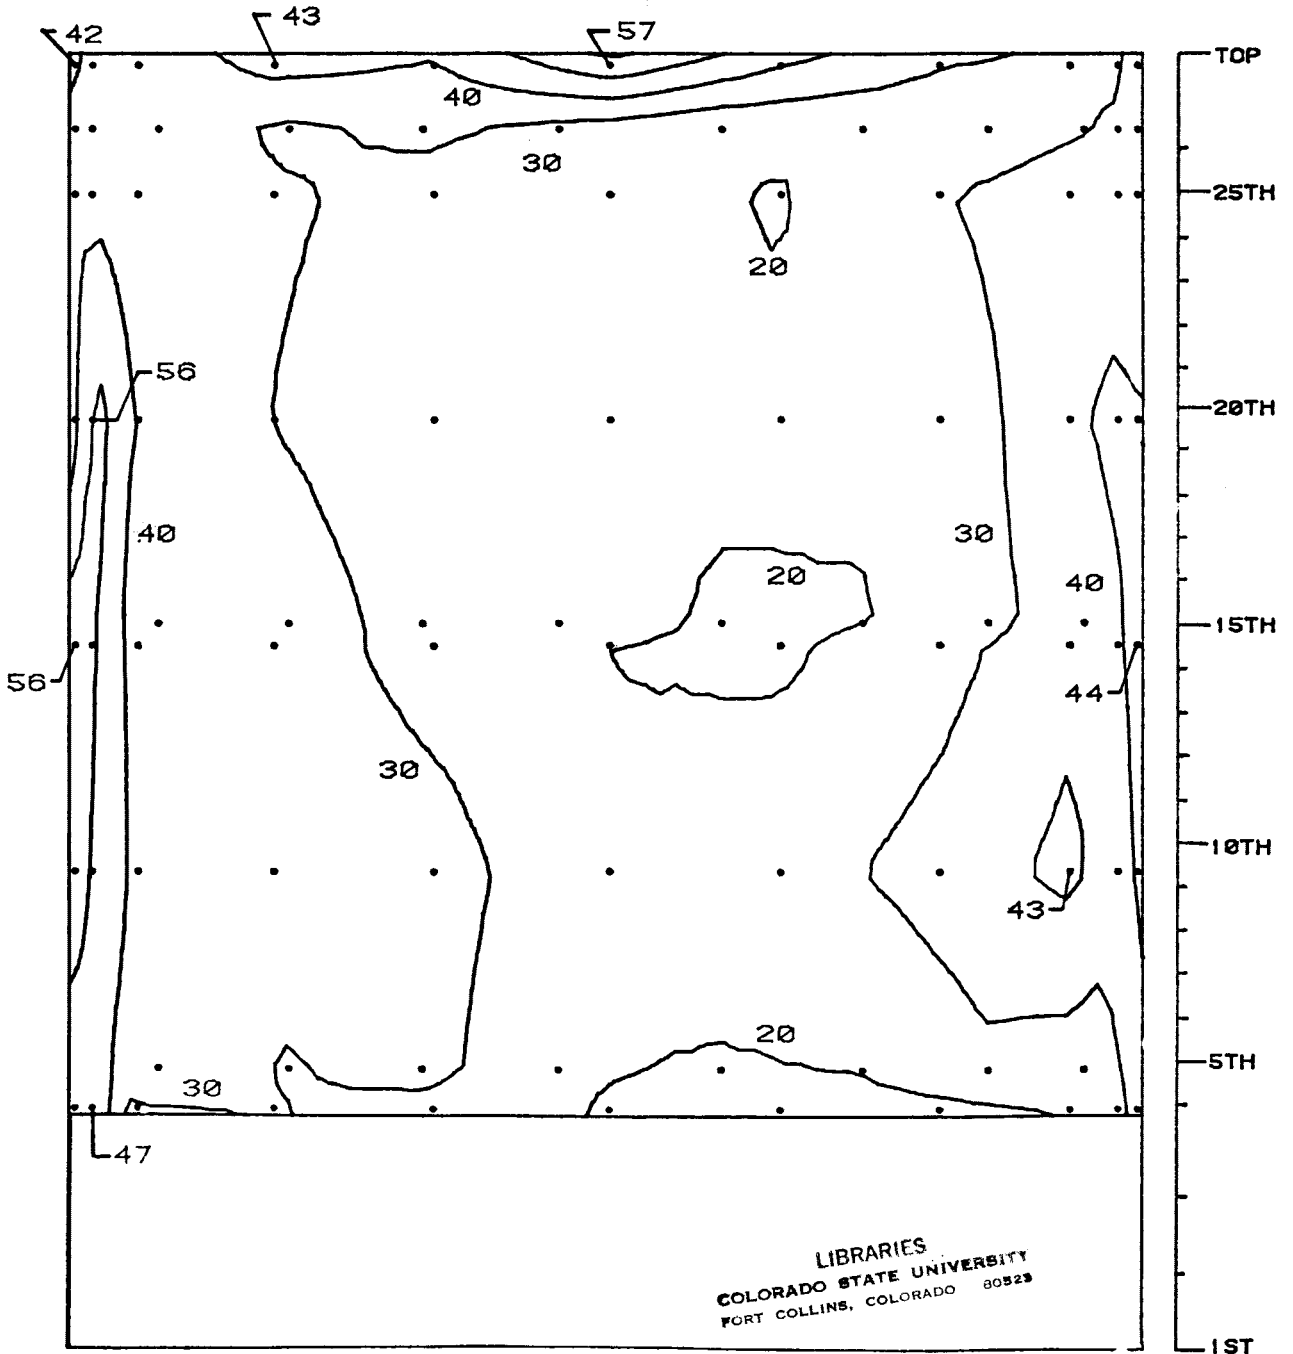 42
43
57
TOP
40
30
25TH
20
56
20TH
40
30
20
40
15TH
56
44
30
10TH
43
20
5TH
30
47
LIBRARIES
COLORADO STATE UNIVERSITY
FORT COLLINS, COLORADO 80523
1ST